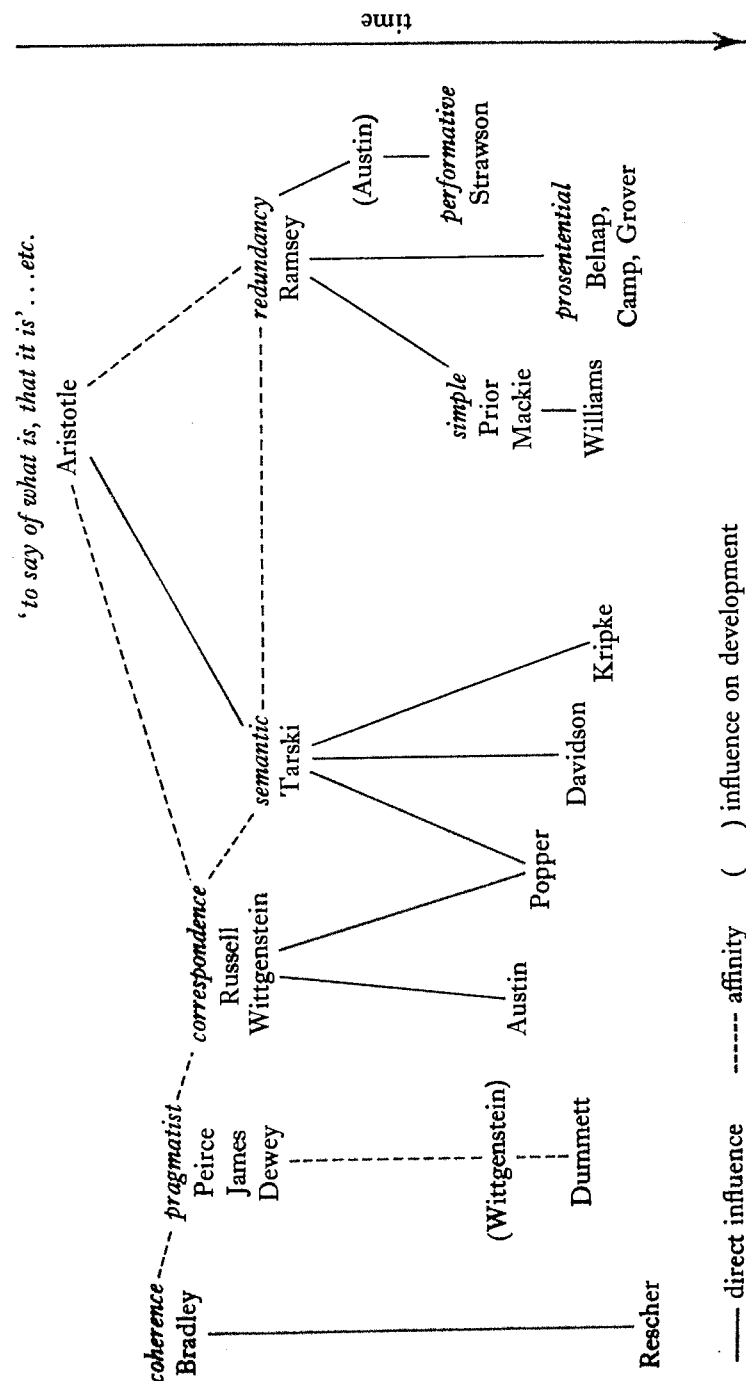 'to say of what is, that it is' ...etc.
Aristotle
time
coherence
Bradley
pragmatist
Peirce
James
Dewey
correspondence
Russell
Wittgenstein
semantic
Tarski
redundancy
Ramsey
(Austin)
performative
Strawson
simple
Prior
Mackie
Williams
prosentential
Belnap,
Camp, Grover
(Wittgenstein)
Dummett
Austin
Popper
Davidson
Kripke
Rescher
—— direct influence ------ affinity ( ) influence on development